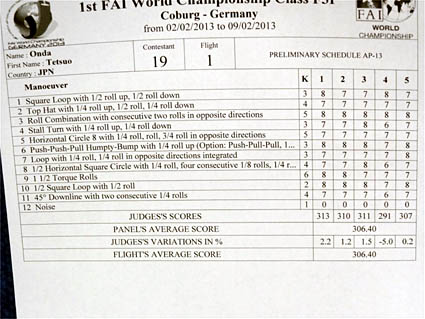 1st FAI World Championship Class F3P
Coburg - Germany
from 02/02/2013 to 09/02/2013
GERMANY 2013
FAI
WORLD
CHAMPIONSHIP
Name : Onda
First Name : Tetsuo
Country : JPN
Contestant
19
Flight
1
PRELIMINARY SCHEDULE AP-13
Manoeuver K 1 2 3 4 5
1 Square Loop with 1/2 roll up, 1/2 roll down 3 8 7 7 8 7
2 Top Hat with 1/4 roll up, 1/2 roll, 1/4 roll down 4 7 7 7 7 7
3 Roll Combination with consecutive two rolls in opposite directions 5 8 8 8 7 8
4 Stall Turn with 1/4 roll up, 1/4 roll down 3 7 7 8 6 7
5 Horizontal Circle 8 with roll, 1/4 roll, 3/4 roll in opposite directions 5 7 7 7 7 7
6 Push-Pull-Push Humpty-Bump with 1/4 roll up (Option: Push-Pull-Pull, 1... 3 8 8 8 7 8
7 Loop with 1/4 roll, 1/4 roll in opposite directions integrated 3 7 7 7 7 8
8 1/2 Horizontal Square Circle with 1/4 roll, four consecutive 1/8 rolls, 1/4 r... 4 7 7 8 6 7
9 1 1/2 Torque Rolls 6 8 8 7 7 7
10 1/2 Square Loop with 1/2 roll 2 8 8 7 8 8
11 45° Downline with two consecutive 1/4 rolls 4 7 7 7 6 7
12 Noise 1 0 0 0 0 0
JUDGES'S SCORES 313 310 311 291 307
PANEL'S AVERAGE SCORE 306.40
JUDGE'S VARIATIONS IN % 2.2 1.2 1.5 -5.0 0.2
FLIGHT'S AVERAGE SCORE 306.40